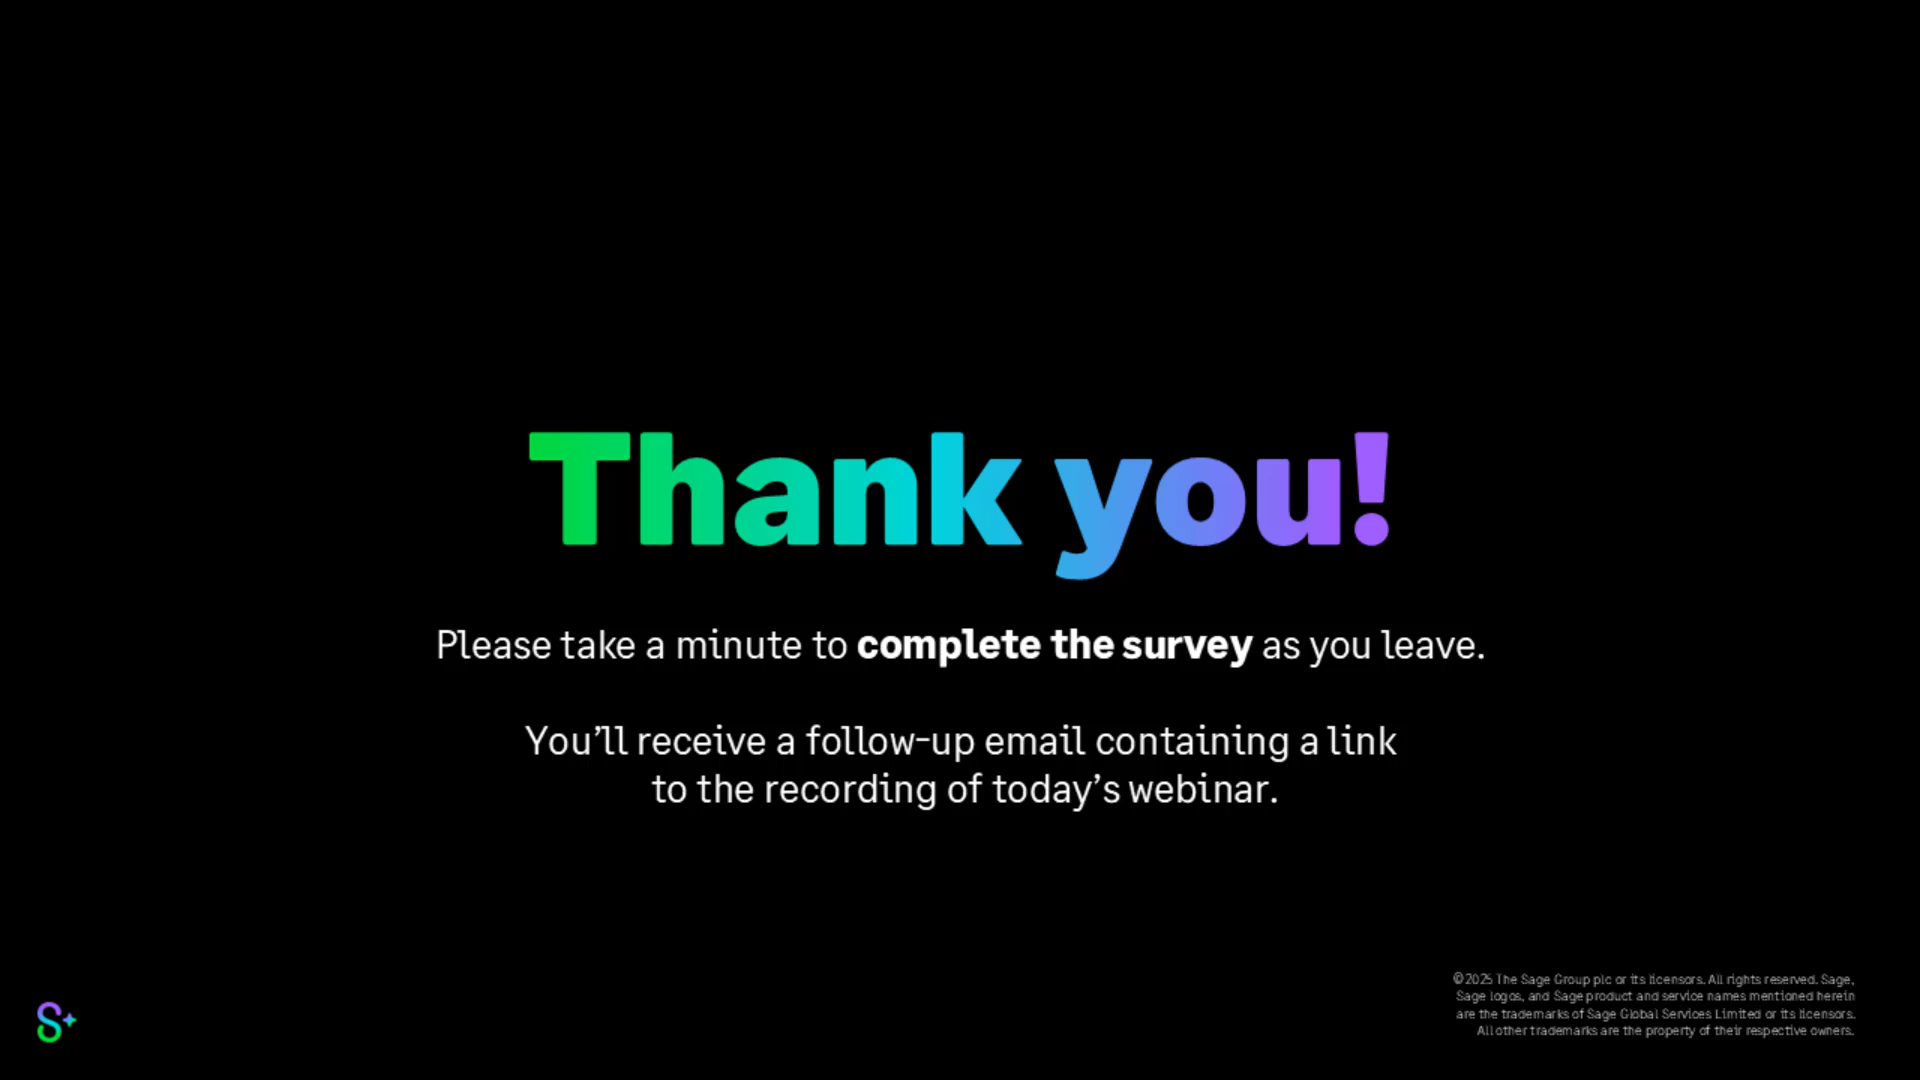 Thank you!
Please take a minute to complete the survey as you leave.
You’ll receive a follow-up email containing a link
to the recording of today’s webinar.
©2025 The Sage Group plc or its licensors. All rights reserved. Sage,
Sage logos, and Sage product and service names mentioned herein
are the trademarks of Sage Global Services Limited or its licensors.
All other trademarks are the property of their respective owners.